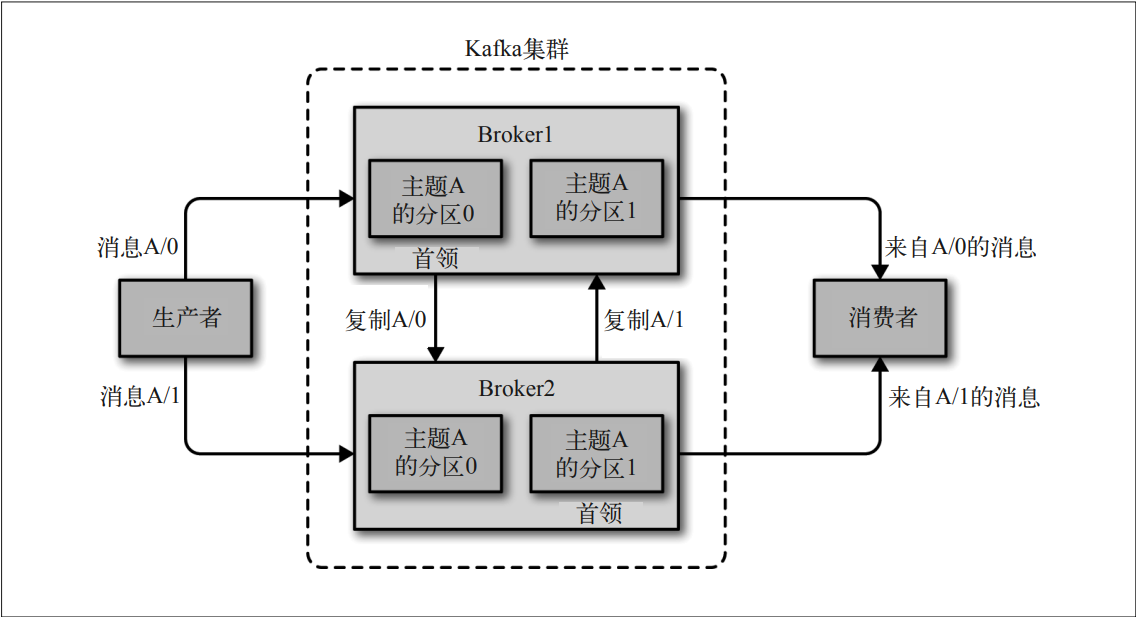 Kafka集群
Broker1
主题A
的分区0
主题A
的分区1
首领
消息A/0
来自A/0的消息
生产者
复制A/0
复制A/1
消费者
消息A/1
来自A/1的消息
Broker2
主题A
的分区0
主题A
的分区1
首领